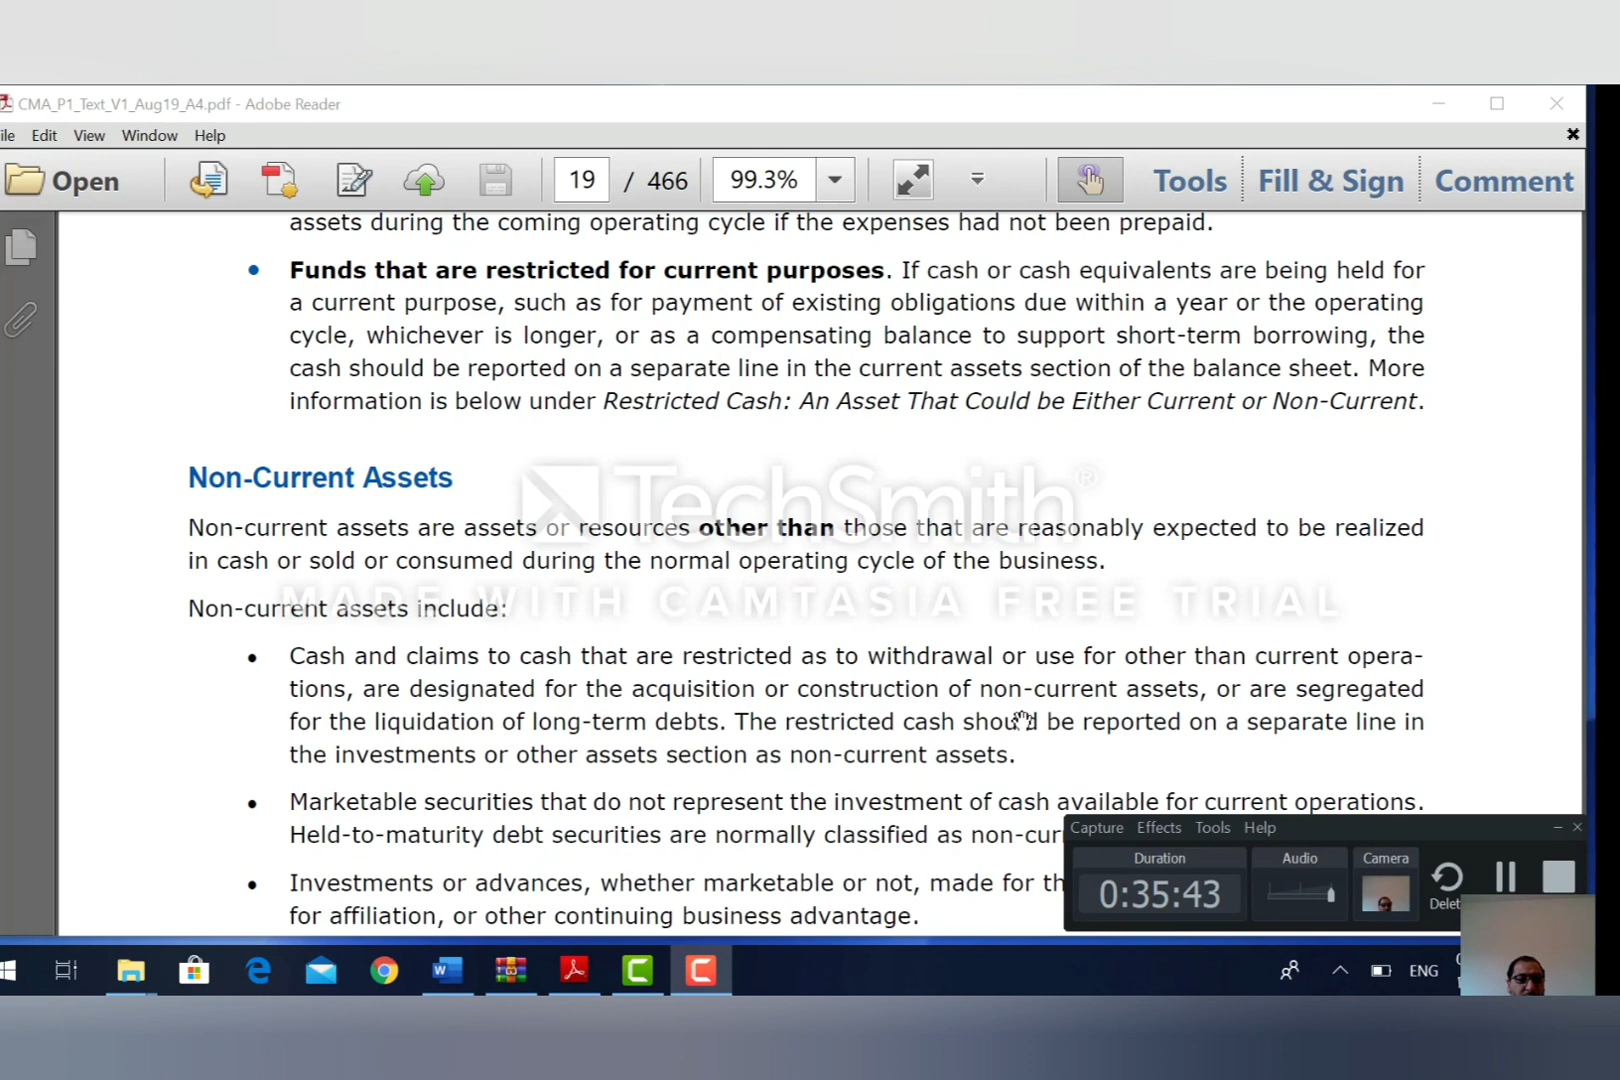 CMA_P1_Text_V1_Aug19_A4.pdf - Adobe Reader
ile Edit View Window Help
Open 19 / 466 99.3% Tools Fill & Sign Comment
assets during the coming operating cycle if the expenses had not been prepaid.
• Funds that are restricted for current purposes. If cash or cash equivalents are being held for
a current purpose, such as for payment of existing obligations due within a year or the operating
cycle, whichever is longer, or as a compensating balance to support short-term borrowing, the
cash should be reported on a separate line in the current assets section of the balance sheet. More
information is below under Restricted Cash: An Asset That Could be Either Current or Non-Current.
Non-Current Assets
TechSmith®
Non-current assets are assets or resources other than those that are reasonably expected to be realized
in cash or sold or consumed during the normal operating cycle of the business.
MADE WITH CAMTASIA FREE TRIAL
Non-current assets include:
• Cash and claims to cash that are restricted as to withdrawal or use for other than current opera-
tions, are designated for the acquisition or construction of non-current assets, or are segregated
for the liquidation of long-term debts. The restricted cash should be reported on a separate line in
the investments or other assets section as non-current assets.
• Marketable securities that do not represent the investment of cash available for current operations.
Held-to-maturity debt securities are normally classified as non-cur
• Investments or advances, whether marketable or not, made for th
for affiliation, or other continuing business advantage.
Capture Effects Tools Help
Duration Audio Camera
0:35:43
Delet
ENG